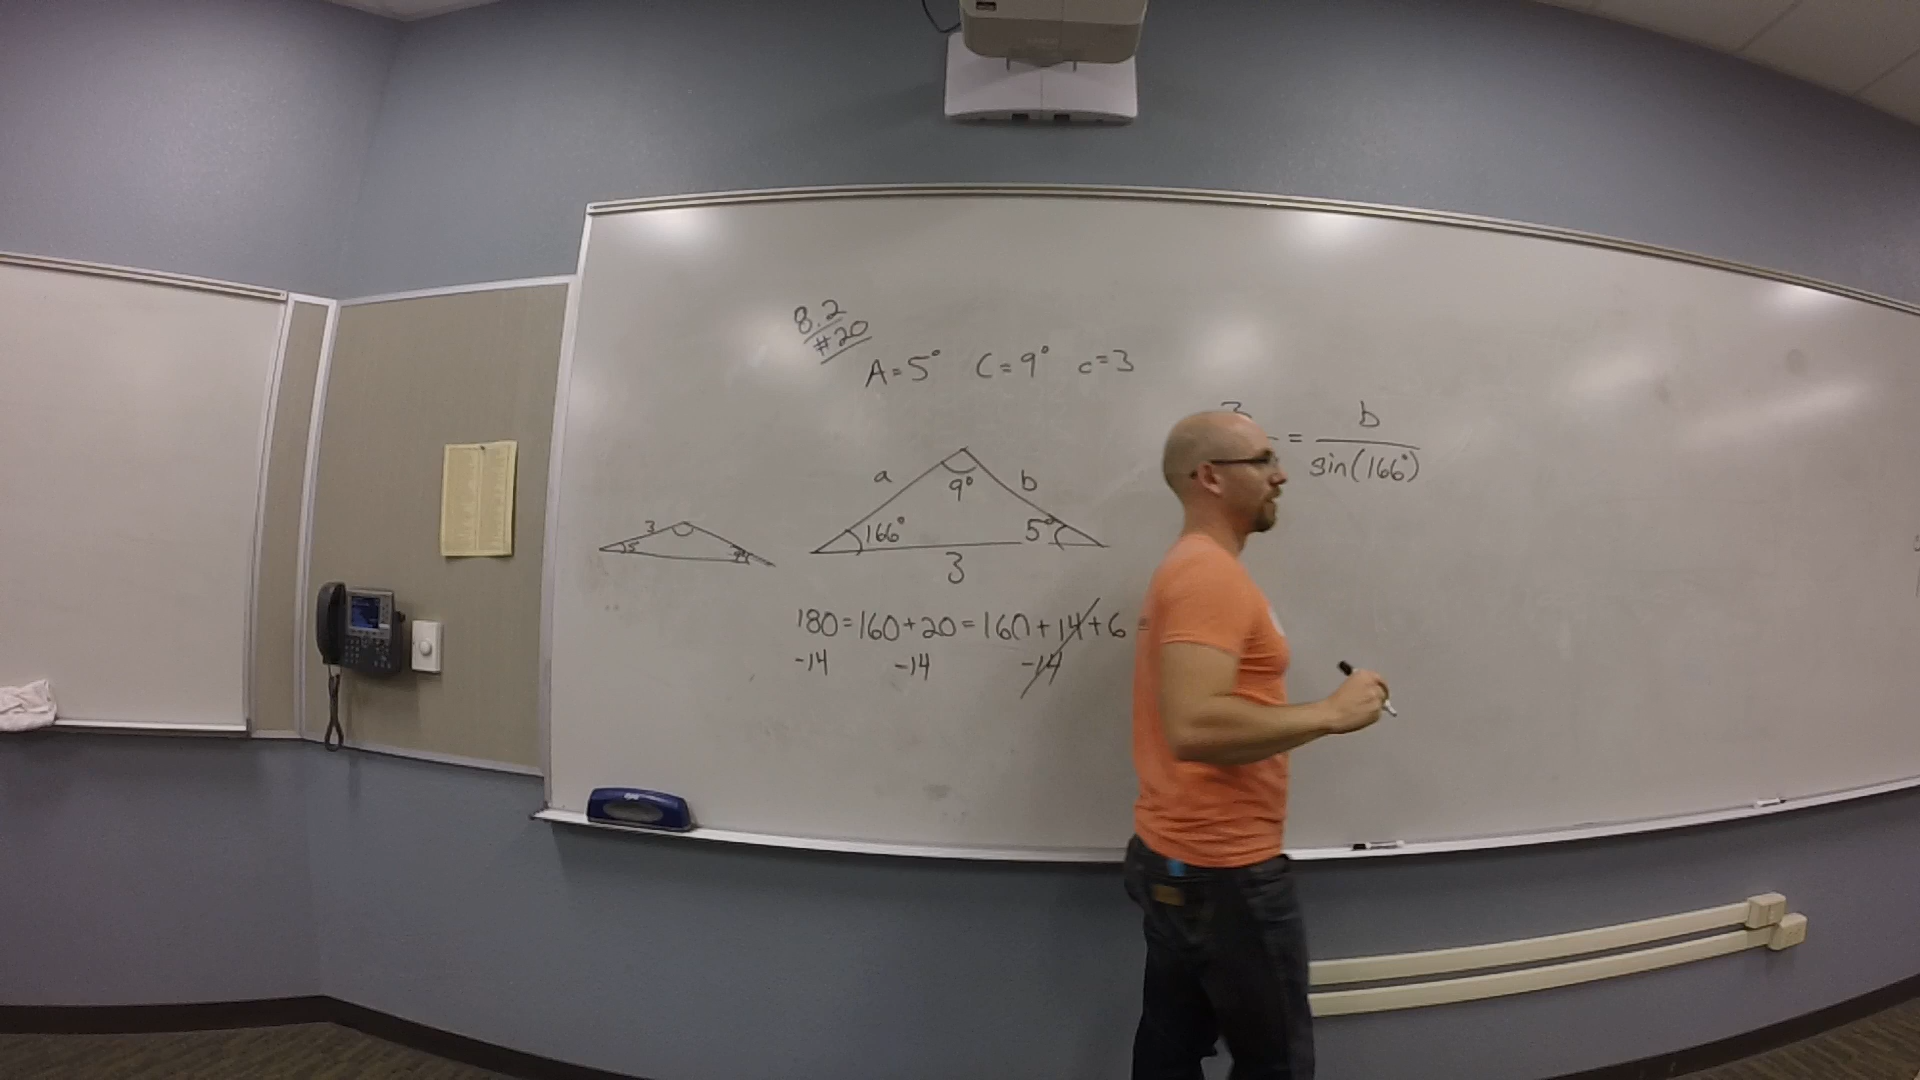 8.2
#20
A=5° C=9° c=3
= b
sin(166°)
a 9° b
166° 5°
3
3
5
180=160+20=160+14+6
-14 -14 -14